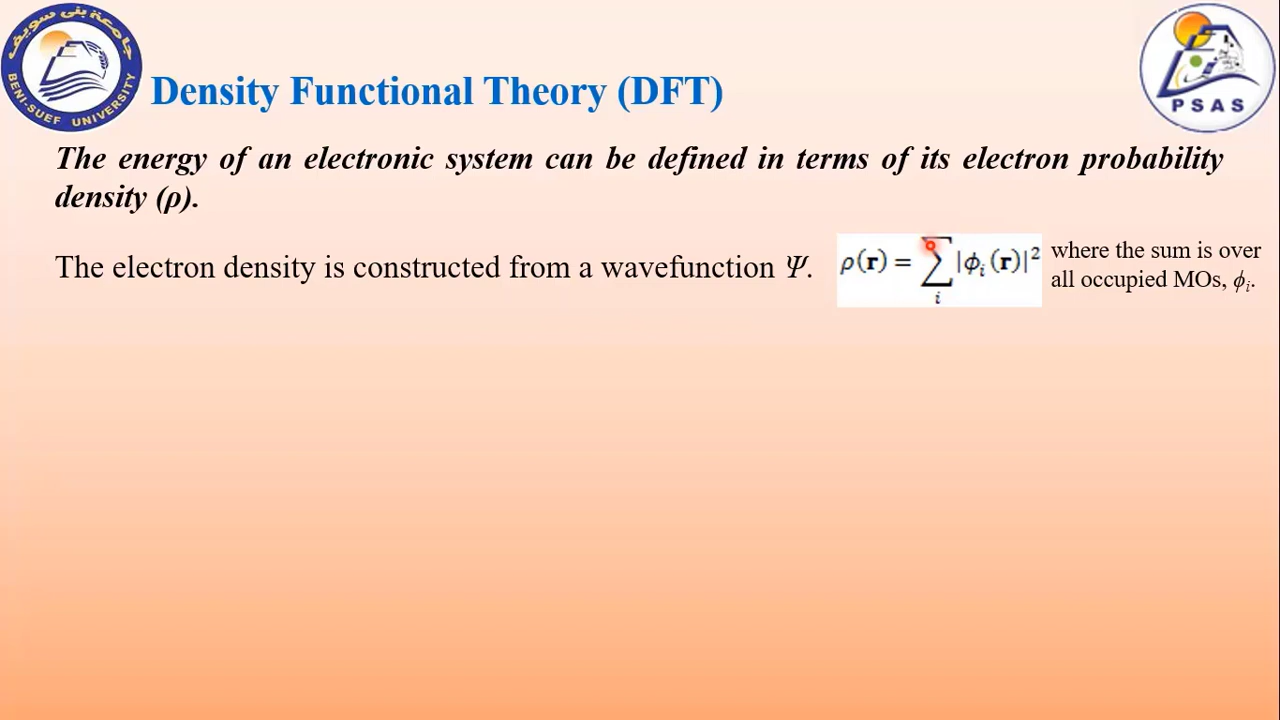 جامعة بنى سويف
BENI-SUEF UNIVERSITY
PSAS
Density Functional Theory (DFT)
The energy of an electronic system can be defined in terms of its electron probability
density (ρ).
The electron density is constructed from a wavefunction Ψ.
ρ(r) = ∑ᵢ |ϕᵢ(r)|²
where the sum is over
all occupied MOs, ϕᵢ.